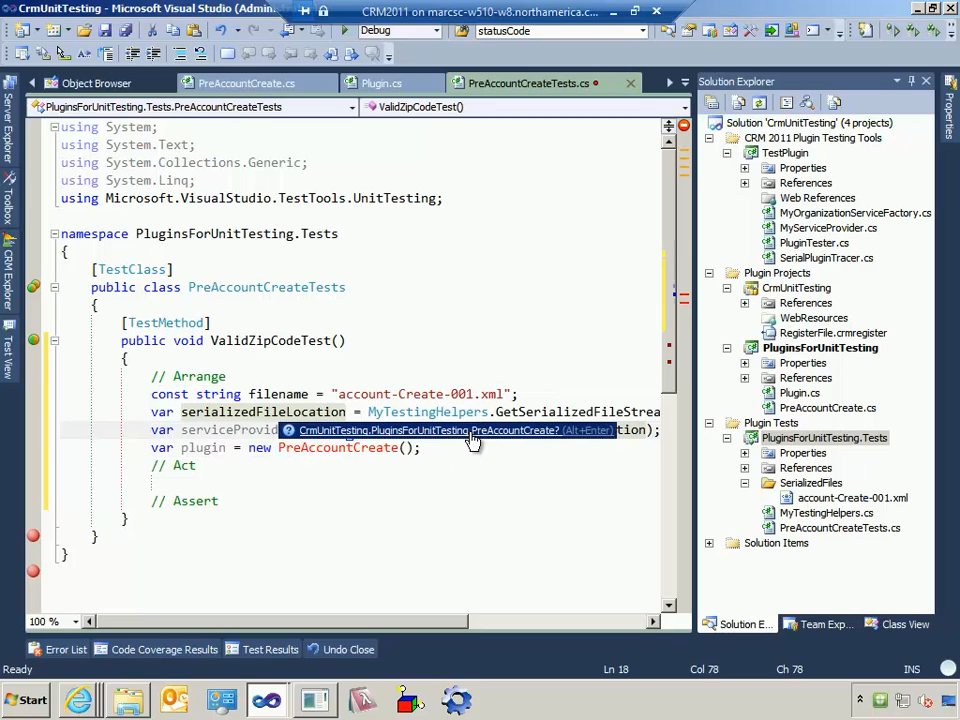 CrmUnitTesting - Microsoft Visual Studio (Admin
CRM2011 on marcsc-w510-w8.northamerica.c...
Debug
statusCode
Object Browser
PreAccountCreate.cs
Plugin.cs
PreAccountCreateTests.cs
PluginsForUnitTesting.Tests.PreAccountCreateTests
ValidZipCodeTest()
using System;
using System.Text;
using System.Collections.Generic;
using System.Linq;
using Microsoft.VisualStudio.TestTools.UnitTesting;
namespace PluginsForUnitTesting.Tests
{
[TestClass]
public class PreAccountCreateTests
{
[TestMethod]
public void ValidZipCodeTest()
{
// Arrange
const string filename = "account-Create-001.xml";
var serializedFileLocation = MyTestingHelpers.GetSerializedFileStrea
var serviceProvid
CrmUnitTesting.PluginsForUnitTesting.PreAccountCreate? (Alt+Enter)
tion);
var plugin = new PreAccountCreate();
// Act
// Assert
}
}
}
100 %
Server Explorer
Toolbox
CRM Explorer
Test View
Solution Explorer
Solution 'CrmUnitTesting' (4 projects)
CRM 2011 Plugin Testing Tools
TestPlugin
Properties
References
Web References
MyOrganizationServiceFactory.cs
MyServiceProvider.cs
PluginTester.cs
SerialPluginTracer.cs
Plugin Projects
CrmUnitTesting
References
WebResources
RegisterFile.crmregister
PluginsForUnitTesting
Properties
References
Plugin.cs
PreAccountCreate.cs
Plugin Tests
PluginsForUnitTesting.Tests
Properties
References
SerializedFiles
account-Create-001.xml
MyTestingHelpers.cs
PreAccountCreateTests.cs
Solution Items
Properties
Solution E...
Team Exp...
Class View
Error List
Code Coverage Results
Test Results
Undo Close
Ready
Ln 18
Col 78
Ch 78
INS
Start